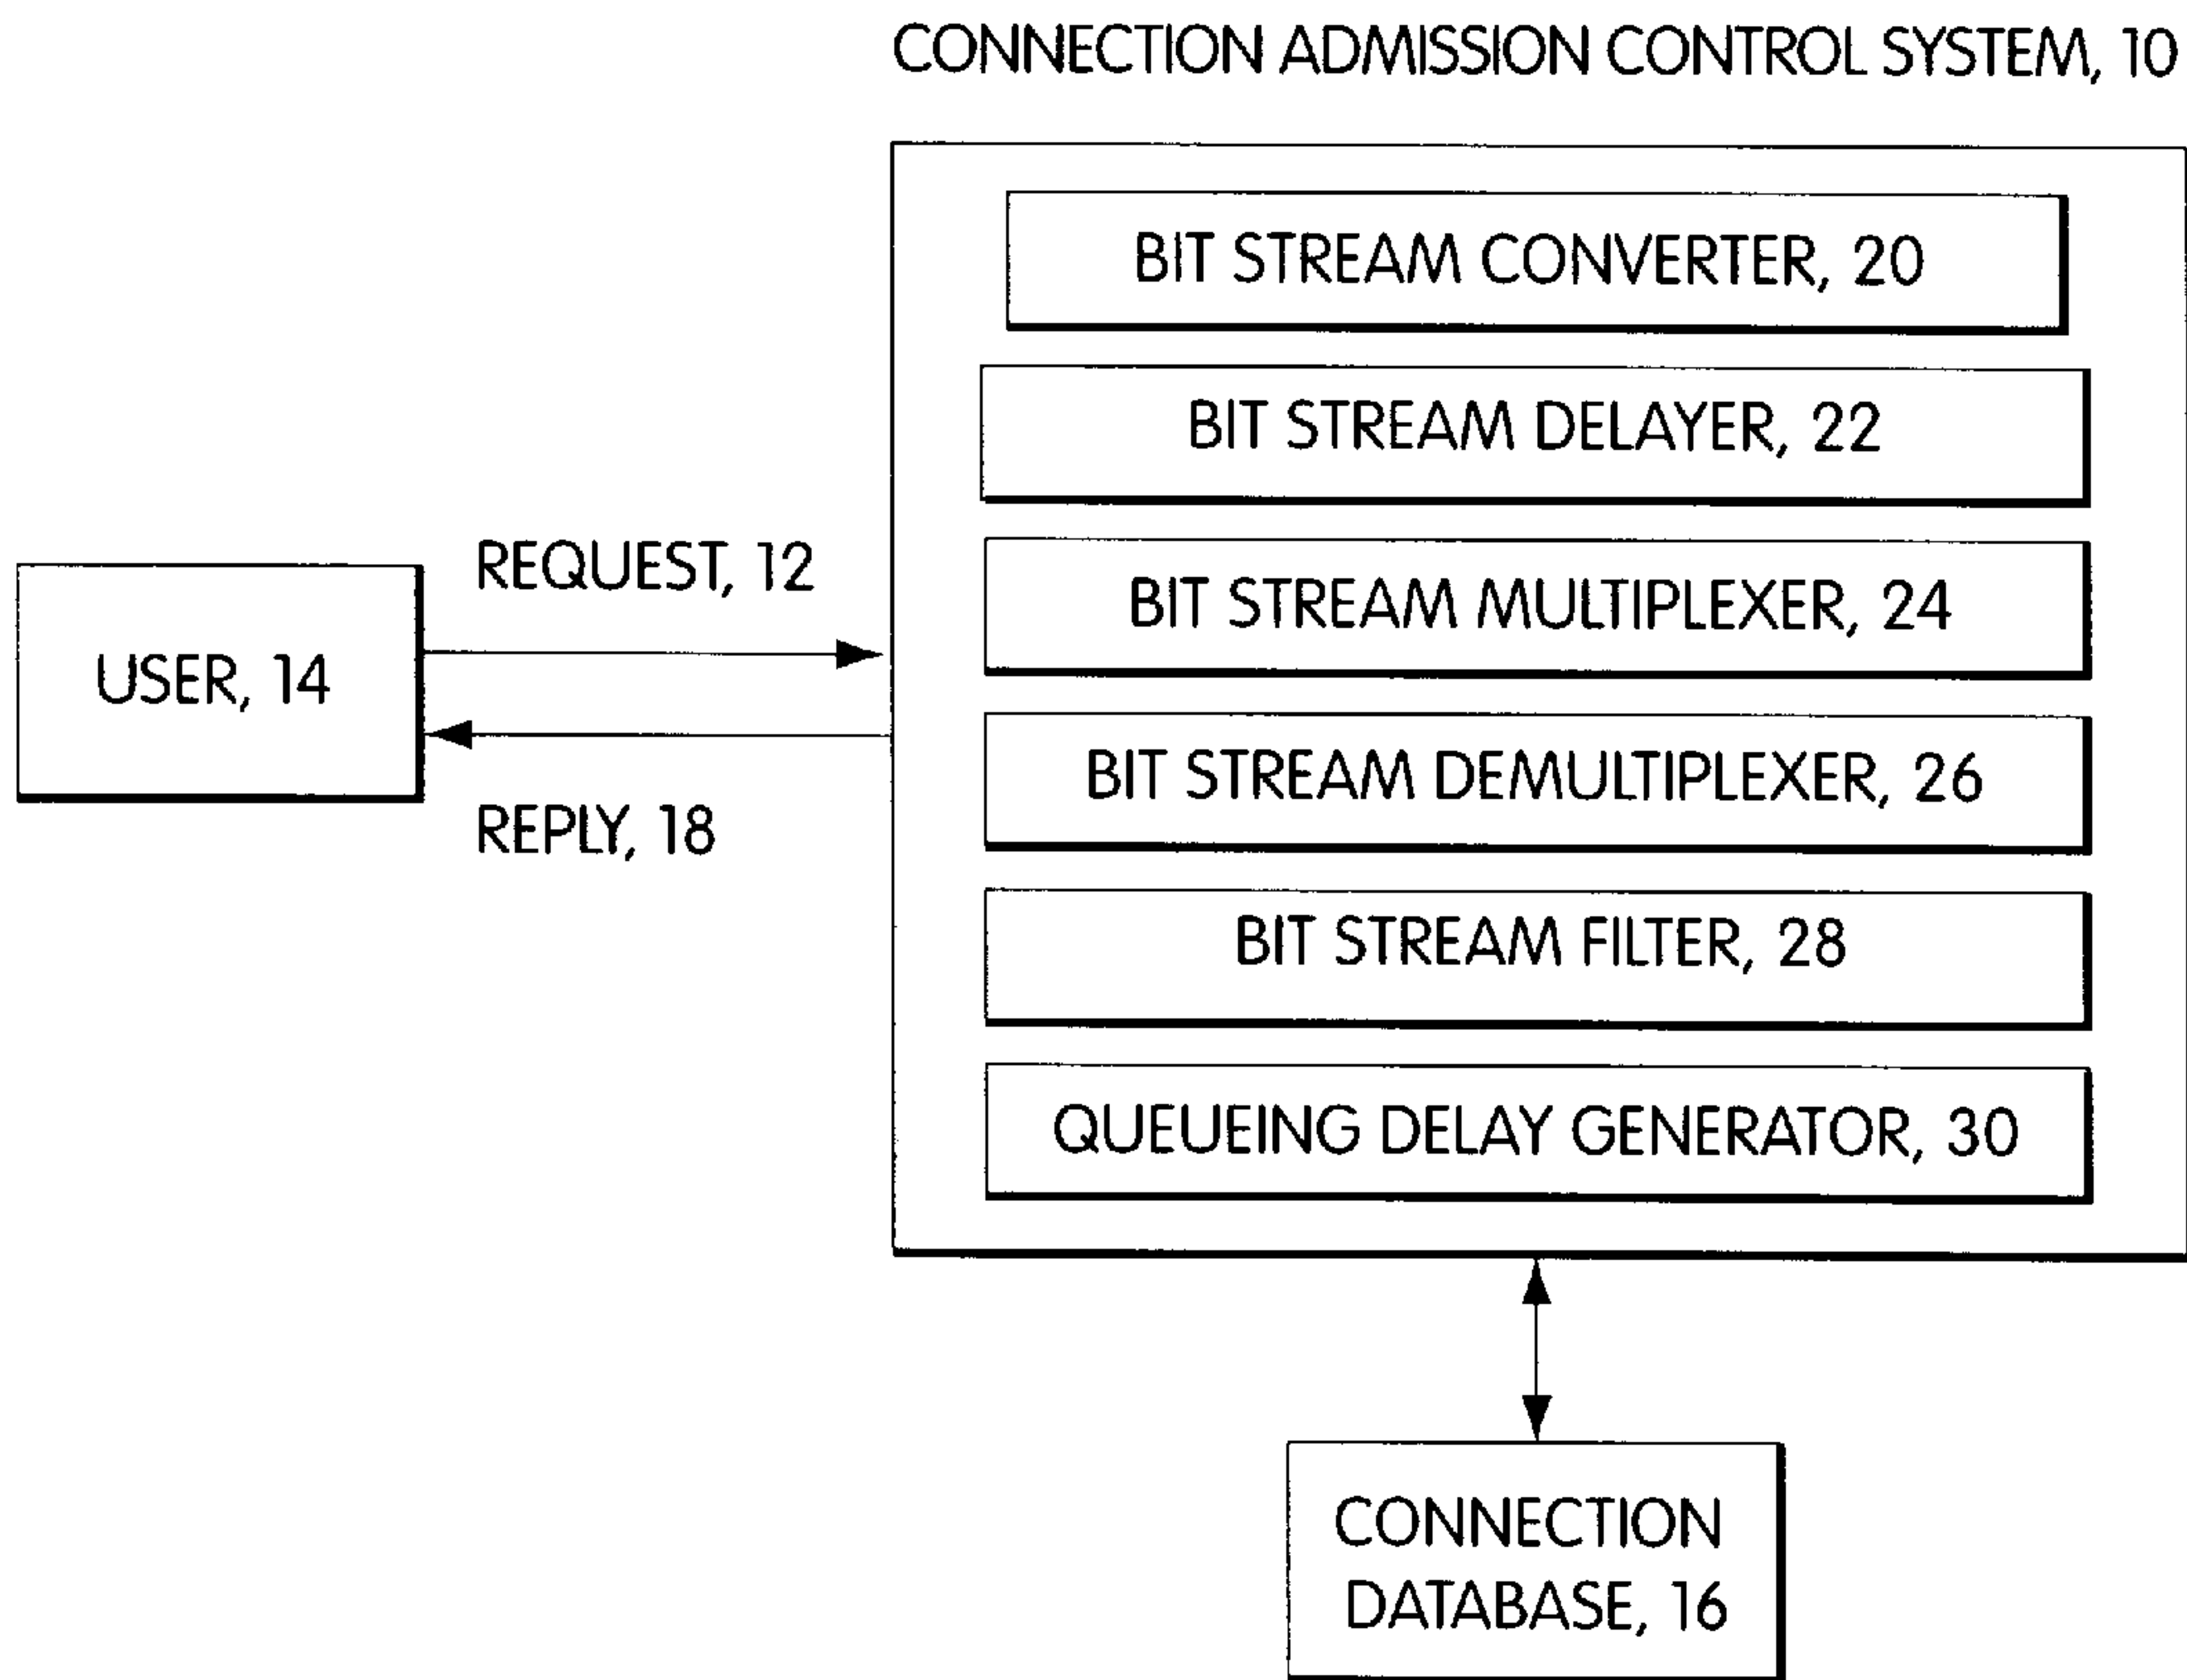 CONNECTION ADMISSION CONTROL SYSTEM, 10
BIT STREAM CONVERTER, 20
BIT STREAM DELAYER, 22
REQUEST, 12
BIT STREAM MULTIPLEXER, 24
USER, 14
BIT STREAM DEMULTIPLEXER, 26
REPLY, 18
BIT STREAM FILTER, 28
QUEUEING DELAY GENERATOR, 30
CONNECTION
DATABASE, 16